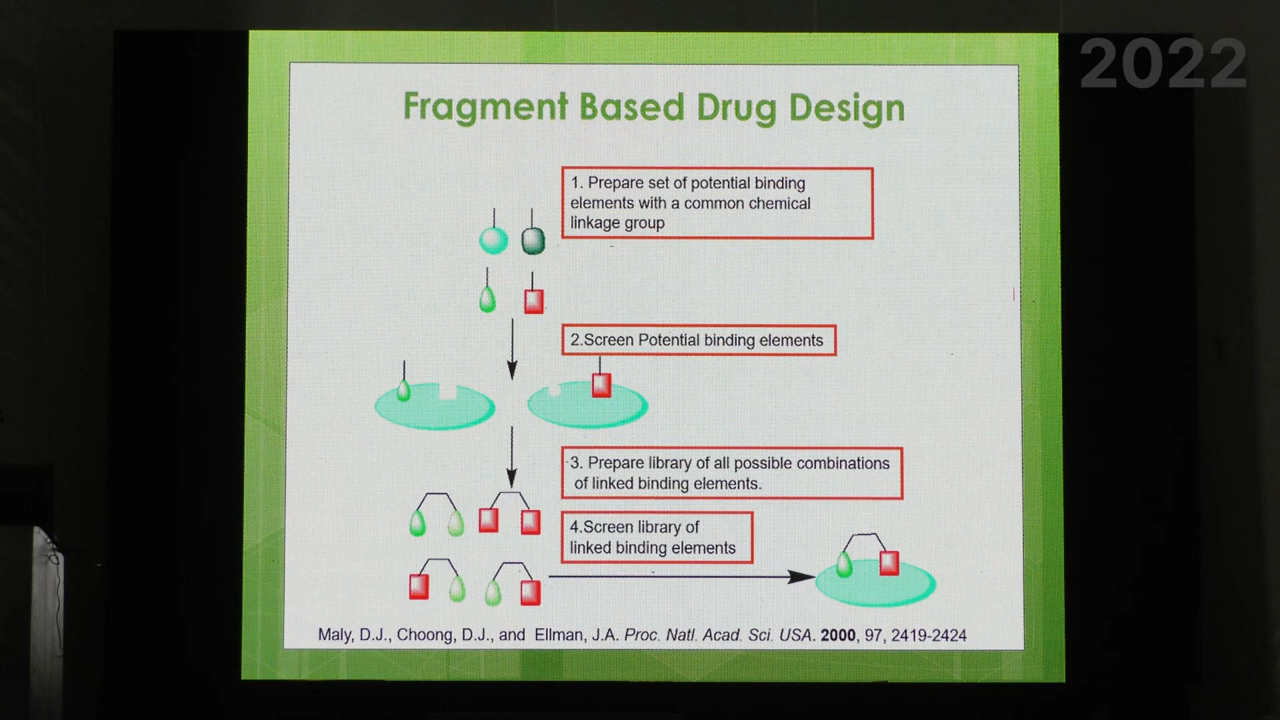 2022
Fragment Based Drug Design
1. Prepare set of potential binding
elements with a common chemical
linkage group
2.Screen Potential binding elements
3. Prepare library of all possible combinations
of linked binding elements.
4.Screen library of
linked binding elements
Maly, D.J., Choong, D.J., and Ellman, J.A. Proc. Natl. Acad. Sci. USA. 2000, 97, 2419-2424